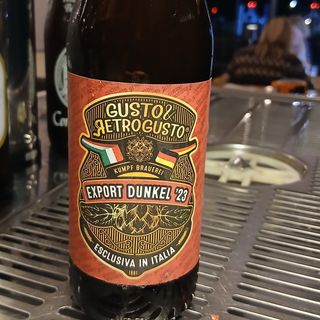 GUSTO &
RETROGUSTO
KUMPF BRAUEREI
EXPORT DUNKEL '23
ESCLUSIVA IN ITALIA